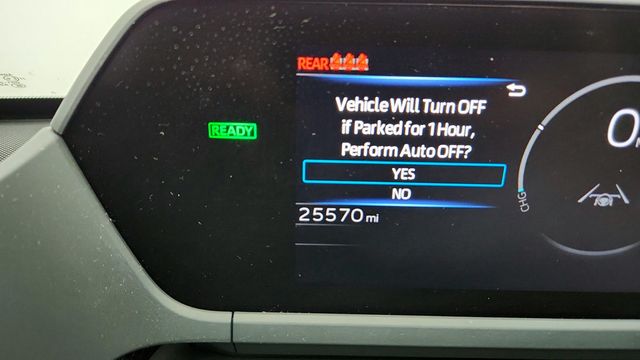 REAR
READY
Vehicle Will Turn OFF
if Parked for 1 Hour,
Perform Auto OFF?
YES
NO
25570 mi
0
CHG